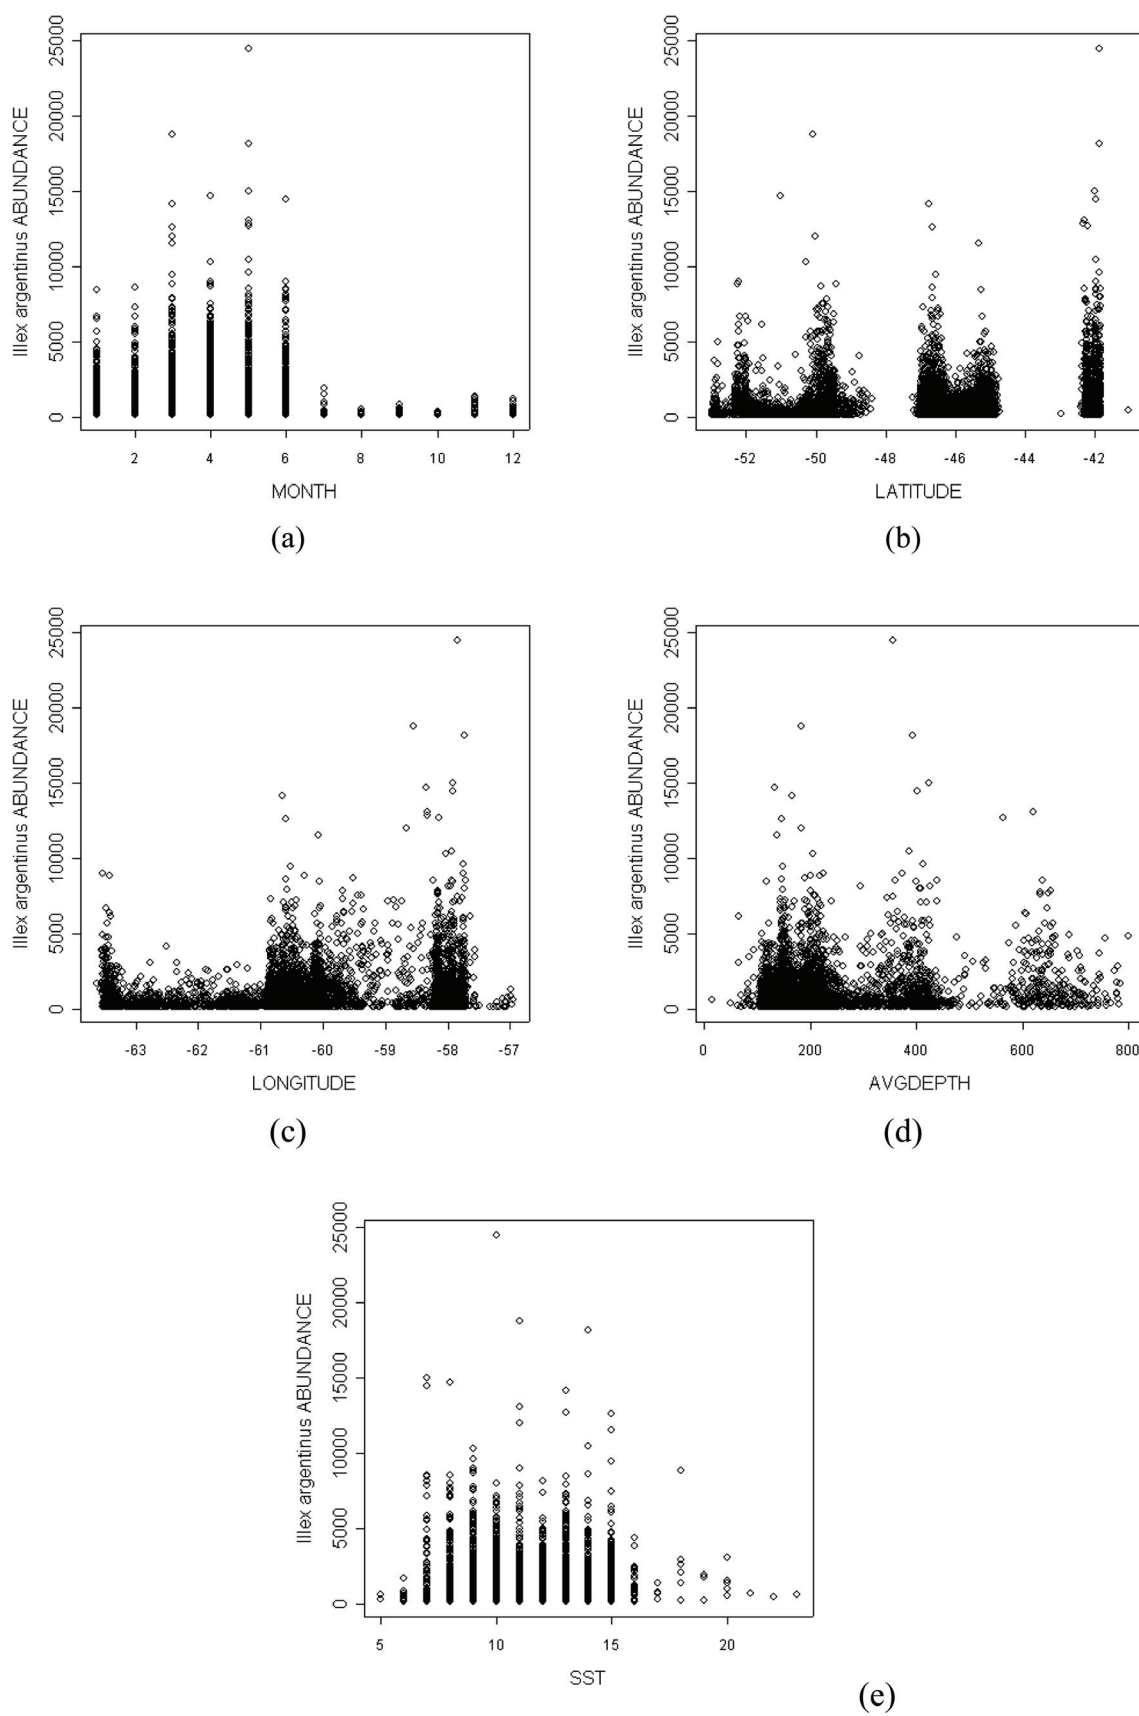 Illex argentinus ABUNDANCE
0 5000 10000 15000 20000 25000
2 4 6 8 10 12
MONTH
(a)
Illex argentinus ABUNDANCE
0 5000 10000 15000 20000 25000
-52 -50 -48 -46 -44 -42
LATITUDE
(b)
Illex argentinus ABUNDANCE
0 5000 10000 15000 20000 25000
-63 -62 -61 -60 -59 -58 -57
LONGITUDE
(c)
Illex argentinus ABUNDANCE
0 5000 10000 15000 20000 25000
0 200 400 600 800
AVGDEPTH
(d)
Illex argentinus ABUNDANCE
0 5000 10000 15000 20000 25000
5 10 15 20
SST
(e)